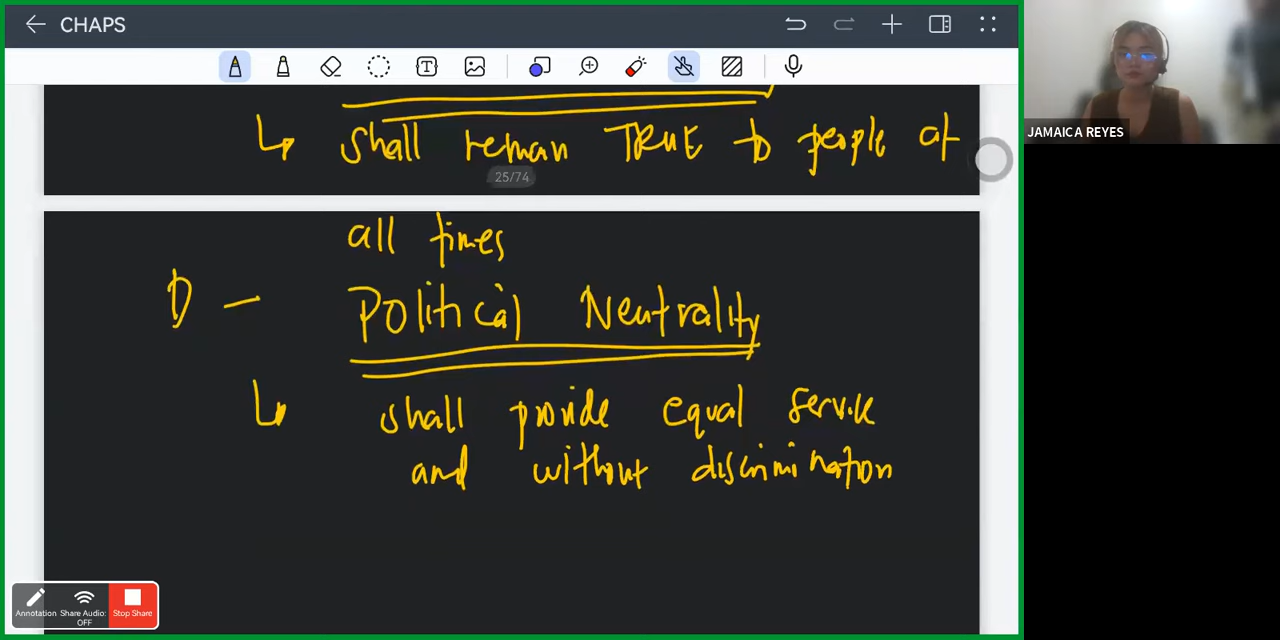 CHAPS
JAMAICA REYES
shall remain TRUE to people at
25/74
all times
D - Political Neutrality
shall provide equal service
and without discrimination
Annotation
Share Audio: OFF
Stop Share